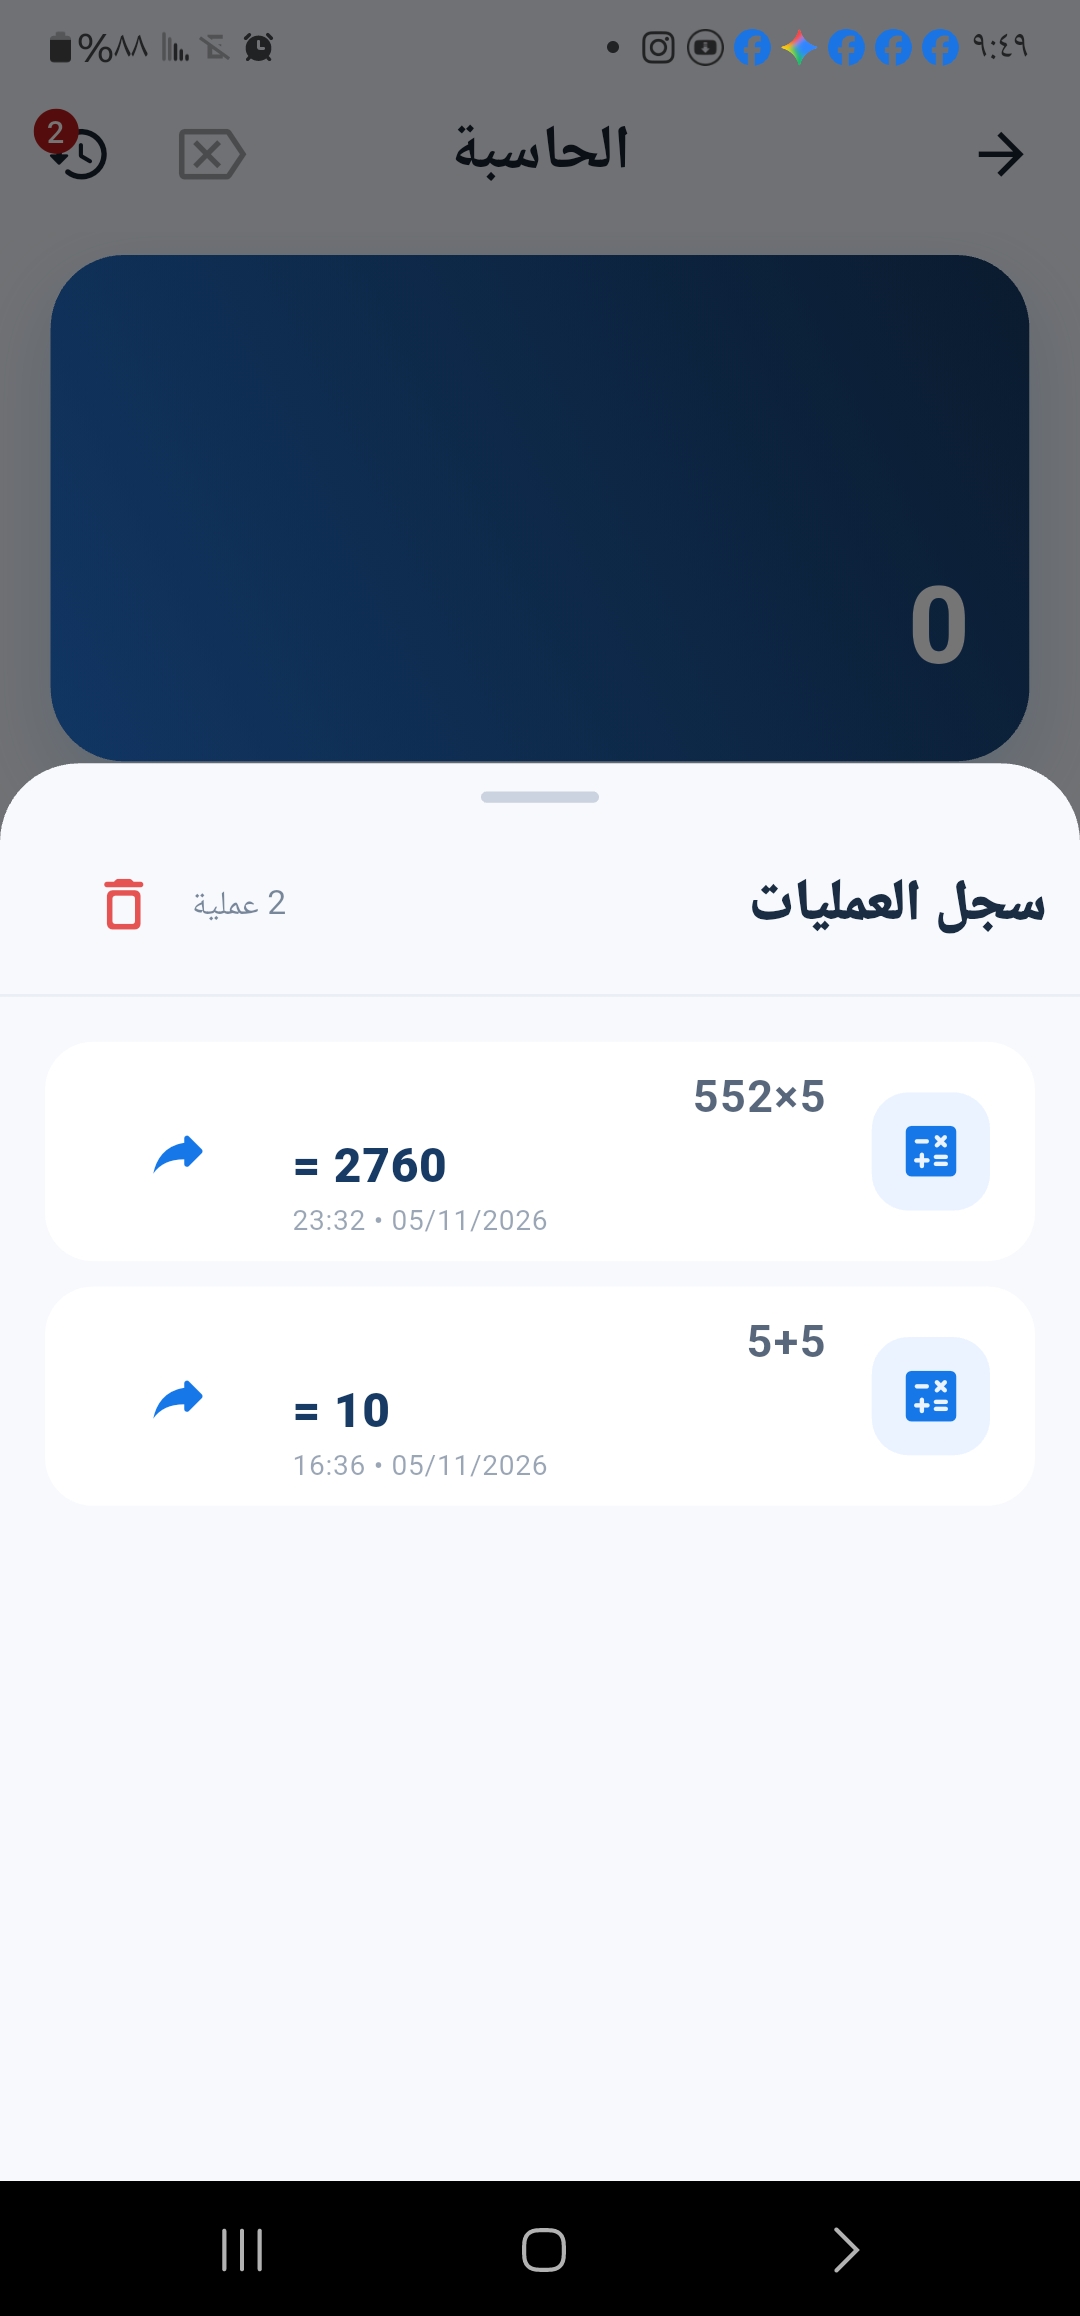 ٩:٤٩
%٨٨
الحاسبة
2
0
سجل العمليات
2 عملية
552×5
= 2760
23:32 • 05/11/2026
5+5
= 10
16:36 • 05/11/2026